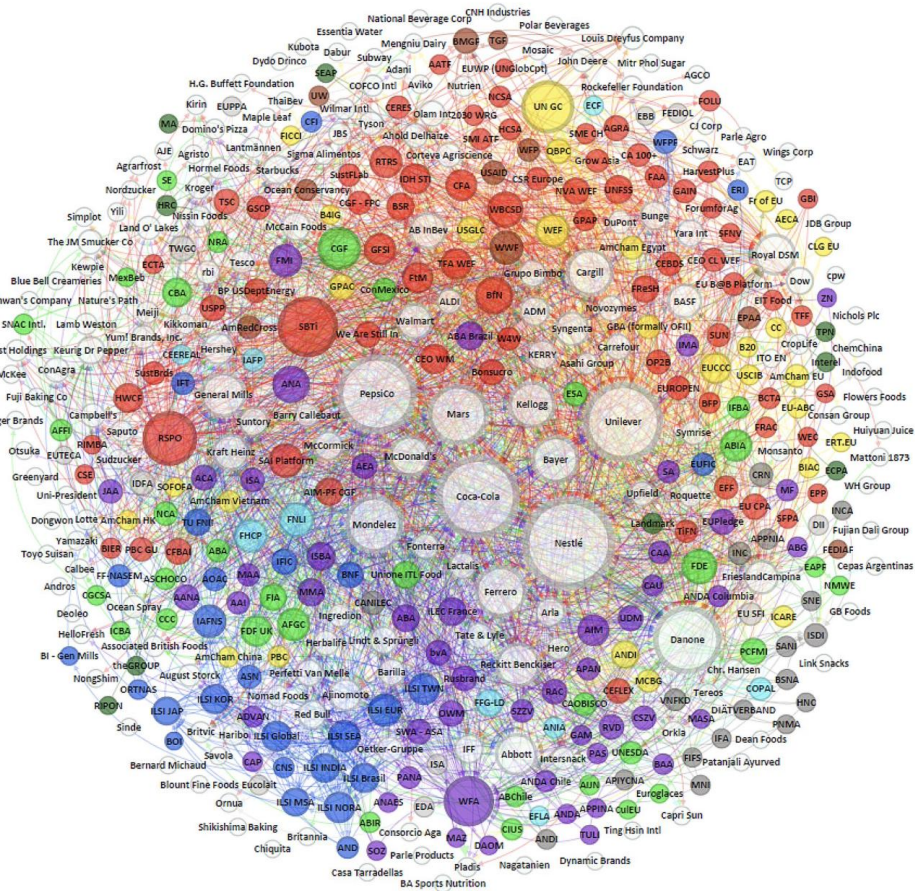 CNH Industries
National Beverage Corp
Polar Beverages
Essentia Water
BMGF
TGF
Louis Dreyfus Company
Kubota
Mengniu Dairy
Mosaic
Dabur
Subway
AATF
EUWP (UNGlobCpt)
John Deere
Mitr Phol Sugar
Dydo Drinco
SEAP
Adani
AGCO
H.G. Buffett Foundation
UW
COFCO Intl
Aviko
Nutrien
NCSA
Rockefeller Foundation
Kirin
EUPPA
ThaiBev
Wilmar Intl
CERES
Olam Int
2030 WRG
UN GC
ECF
EBB
FEDIOL
FOLU
MA
Domino's Pizza
Maple Leaf
CFI
Tyson
HCSA
SME CH
AGRA
CJ Corp
FICCI
JBS
Ahold Delhaize
SMI ATF
Parle Agro
AJE
Agristo
Lantmännen
WFP
QBPC
WFPF
Schwarz
Wings Corp
Agrarfrost
Hormel Foods
Sigma Alimentos
RTRS
Corteva Agriscience
Grow Asia
CA 100+
EAT
Nordzucker
SE
Starbucks
SustFLab
IDH STI
USAID
CSR Europe
FAA
HarvestPlus
TCP
Kroger
Ocean Conservancy
CFA
NVA WEF
UNFSS
GAIN
ERI
Simplot
Yili
HRC
TSC
GSCP
CGF - FPC
BSR
WBCSD
ForumforAg
Fr of EU
GBI
Land O' Lakes
Nissin Foods
B4IG
GPAP
DuPont
Bunge
AECA
JDB Group
The JM Smucker Co
McCain Foods
AB InBev
USGLC
WEF
Yara Int
SFNV
CLG EU
TWGC
NRA
CGF
GFSI
WWF
AmCham Egypt
Kewpie
ECTA
Tesco
FMI
TFA WEF
CEBDS
CEO CL WEF
Royal DSM
Blue Bell Creameries
MexBeb
rbi
FtM
Grupo Bimbo
Cargill
EU B@B Platform
Dow
cpw
Nature's Path
CBA
BP
USDeptEnergy
GPAC
ConMexico
BfN
FReSH
BASF
EIT Food
ZN
Meiji
USPP
ALDI
ADM
Novozymes
EPAA
TFF
Nichols Plc
SNAC Intl.
Lamb Weston
Kikkoman
AmRedCross
SBTi
We Are Still In
Walmart
Syngenta
GBA (formally OFII)
SUN
CC
TPN
Yum! Brands, Inc.
ABA Brazil
W4W
Carrefour
IMA
B20
CropLife
ChemChina
Keurig Dr Pepper
CEEREAL
Hershey
IAFP
KERRY
ITO EN
Interel
ConAgra
SustBrds
CEO WM
Bonsucro
Asahi Group
OP2B
EUCCC
USCIB
AmCham EU
Indofood
IFT
ANA
Fuji Baking Co
HWCF
General Mills
PepsiCo
Kellogg
ESA
EUROPEN
BCTA
GSA
Flowers Foods
Campbell's
Suntory
Barry Callebaut
Mars
Unilever
BFP
IFBA
EU-ABC
Consan Group
AFFI
Saputo
RSPO
FRAC
Huiyuan Juice
Otsuka
RIMBA
Kraft Heinz
McCormick
Symrise
ABIA
Monsanto
WEC
ERT.EU
EUTECA
Sudzucker
SAI Platform
McDonald's
Bayer
EUFIC
BIAC
Mattoni 1873
Greenyard
CSE
ACA
ISA
AEA
SA
CRN
ECPA
Uni-President
JAA
IDFA
SOFOFA
AIM-PF CGF
Coca-Cola
Upfield
Roquette
EFF
MF
EPP
WH Group
AmCham Vietnam
Dongwon
Lotte
AmCham HK
NCA
TU FNU
FNLI
Mondelez
Landmark
TiFN
EUPledge
EU CPA
SFPA
INCA
Yamazaki
FHCP
Nestlé
APPNIA
DII
Fujian Dali Group
Toyo Suisan
BIER
PBC GU
CFBAI
ABA
IFIC
ISBA
Fonterra
CAA
INC
ABG
FEDIAF
Calbee
FF-NASEM
ASCHOCO
AOAC
MAA
BNF
Unione ITL Food
Lactalis
FDE
FrieslandCampina
EAPF
Cepas Argentinas
Andros
CGCSA
AANA
AAI
FIA
MMA
CANILEC
Ferrero
CAU
ANDA Columbia
SNE
NMWE
Deoleo
Ocean Spray
Ingredion
ABA
ILEC France
Arla
UDM
EU SFI
ICARE
GB Foods
HelloFresh
ICBA
CCC
IAFNS
FDF UK
AFGC
Tate & Lyle
AIM
Danone
ISDI
Associated British Foods
Herbalife
Lindt & Sprüngli
bvA
Hero
BI - Gen Mills
theGROUP
AmCham China
PBC
Reckitt Benckiser
ANDI
PCFMI
SANI
Link Snacks
NongShim
August Storck
ASN
Perfetti Van Melle
Barilla
Rusbrano
APAN
Chr. Hansen
ORTNAS
ILSI KOR
Nomad Foods
Ajinomoto
ILSI TWN
RAC
CEFLEX
MCBG
COPAL
BSNA
RIPON
ILSI JAP
ILSI EUR
FFG-LD
CAOBISCO
VNFKD
Tereos
HNC
Sinde
ADVAN
Red Bull
OWM
SZZV
CSZV
MASA
DIÄTVERBAND
Britvic
Haribo
ILSI Global
ILSI SEA
SWA - ASA
ANIA
GAM
RVD
Orkla
PNMA
BOI
Savola
Oetker-Gruppe
IFF
Abbott
PAS
UNESDA
IFA
Dean Foods
Bernard Michaud
CAP
CNS
ILSI INDIA
ISA
Intersnack
BAA
FIFS
Patanjali Ayurved
Blount Fine Foods
Eucolait
ILSI Brasil
PANA
ANDA Chile
AIJN
APIYCNA
MNI
Ornua
ILSI MSA
ILSI NORA
ANAES
EDA
WFA
ABChile
Euroglaces
Capri Sun
Shikishima Baking
ABIR
EFLA
ANDA
APPINA
CulEU
Britannia
Consorcio Aga
CIUS
ANDI
TULI
Ting Hsin Intl
Chiquita
AND
SOZ
Parle Products
MAZ
DAOM
Nagatanien
Dynamic Brands
Casa Tarradellas
Pladis
BA Sports Nutrition